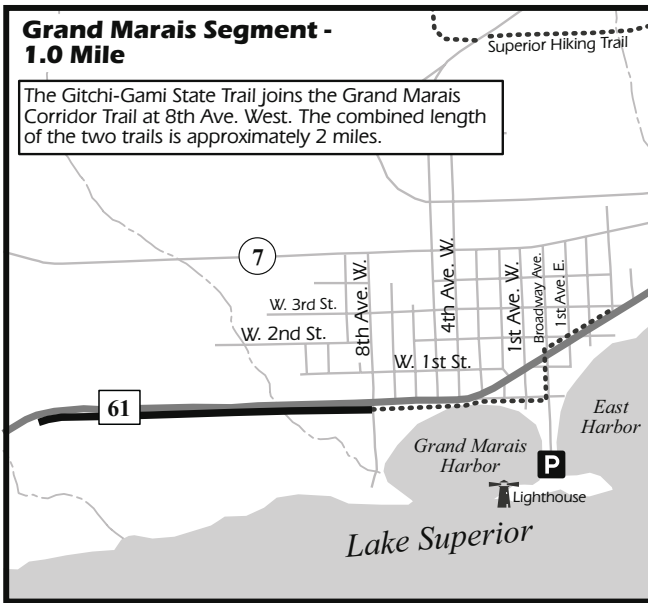 Grand Marais Segment -
1.0 Mile
Superior Hiking Trail
The Gitchi-Gami State Trail joins the Grand Marais
Corridor Trail at 8th Ave. West. The combined length
of the two trails is approximately 2 miles.
7
8th Ave. W.
4th Ave. W.
1st Ave. W.
Broadway Ave.
1st Ave. E.
W. 3rd St.
W. 2nd St.
W. 1st St.
61
East
Harbor
Grand Marais
Harbor
P
Lighthouse
Lake Superior